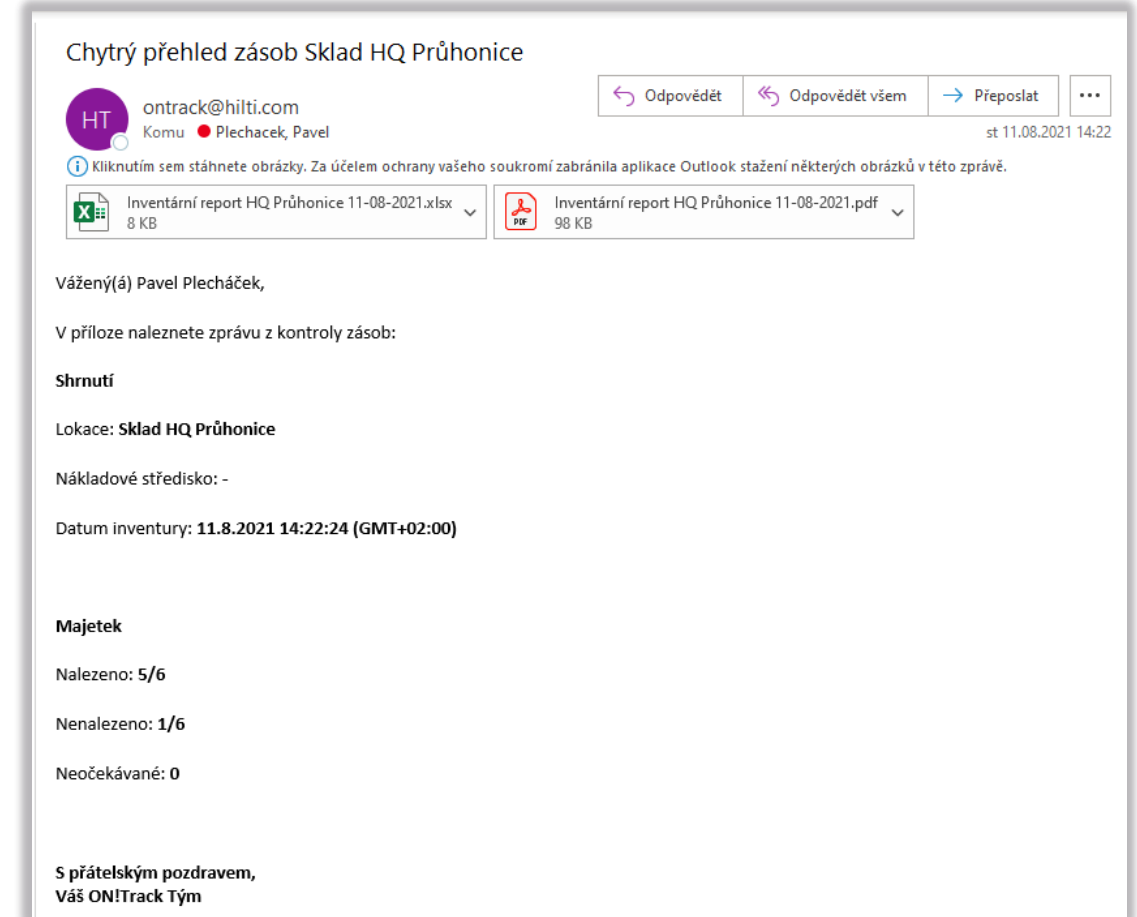 Chytrý přehled zásob Sklad HQ Průhonice
HT
ontrack@hilti.com
Komu Plechacek, Pavel
Odpovědět
Odpovědět všem
Přeposlat
st 11.08.2021 14:22
Kliknutím sem stáhnete obrázky. Za účelem ochrany vašeho soukromí zabránila aplikace Outlook stažení některých obrázků v této zprávě.
Inventární report HQ Průhonice 11-08-2021.xlsx
8 KB
PDF
Inventární report HQ Průhonice 11-08-2021.pdf
98 KB
Vážený(á) Pavel Plecháček,
V příloze naleznete zprávu z kontroly zásob:
Shrnutí
Lokace: Sklad HQ Průhonice
Nákladové středisko: -
Datum inventury: 11.8.2021 14:22:24 (GMT+02:00)
Majetek
Nalezeno: 5/6
Nenalezeno: 1/6
Neočekávané: 0
S přátelským pozdravem,
Váš ON!Track Tým